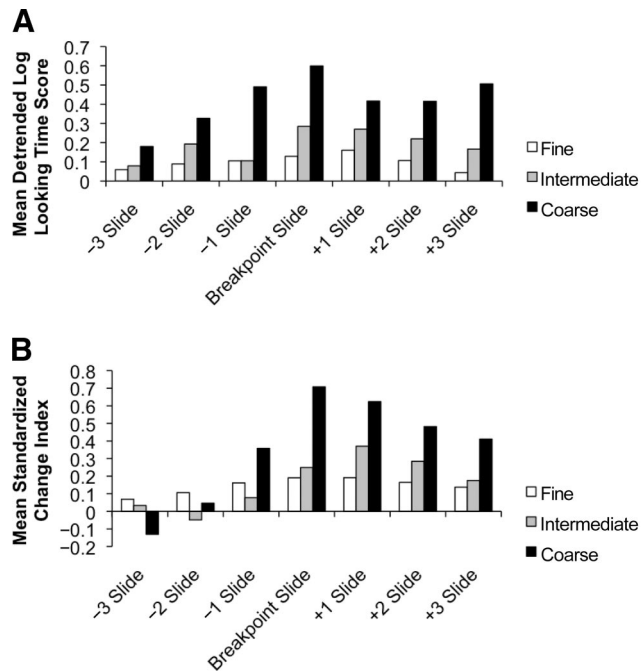 A
Mean Detrended Log
Looking Time Score
0.7
0.6
0.5
0.4
0.3
0.2
0.1
0
−3 Slide
−2 Slide
−1 Slide
Breakpoint Slide
+1 Slide
+2 Slide
+3 Slide
Fine
Intermediate
Coarse
B
Mean Standardized
Change Index
0.8
0.7
0.6
0.5
0.4
0.3
0.2
0.1
0
−0.1
−0.2
−3 Slide
−2 Slide
−1 Slide
Breakpoint Slide
+1 Slide
+2 Slide
+3 Slide
Fine
Intermediate
Coarse